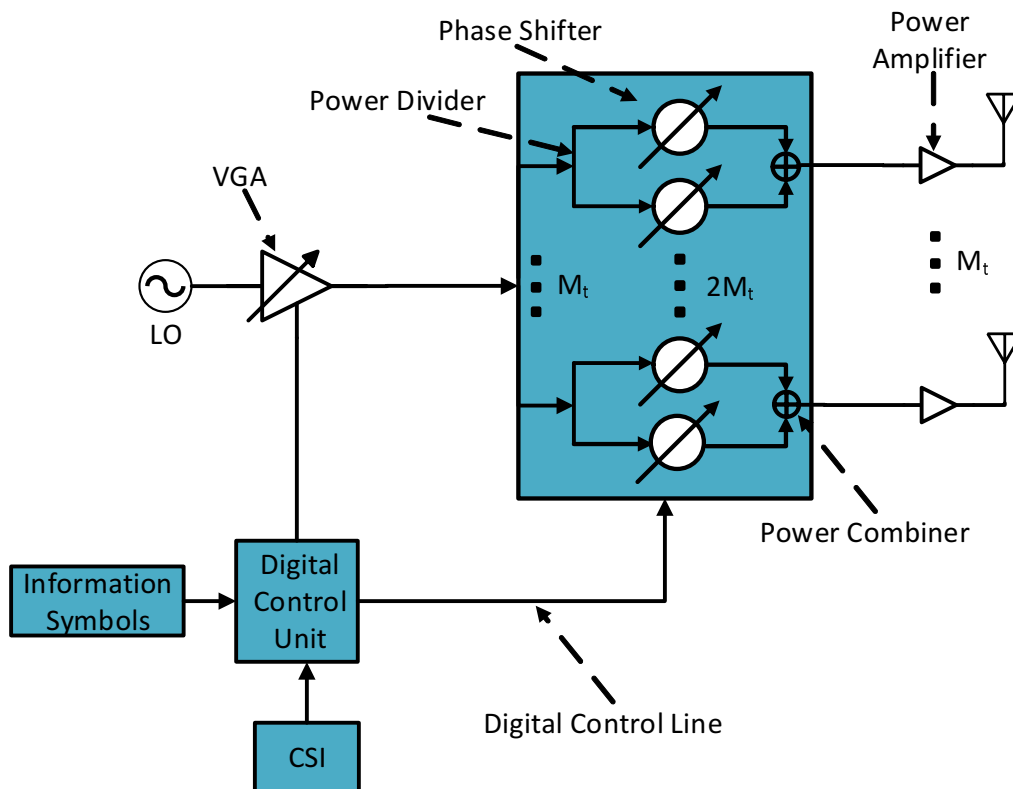 Phase Shifter
Power
Amplifier
Power Divider
VGA
LO
Mₜ
2Mₜ
Mₜ
Power Combiner
Information
Symbols
Digital
Control
Unit
Digital Control Line
CSI